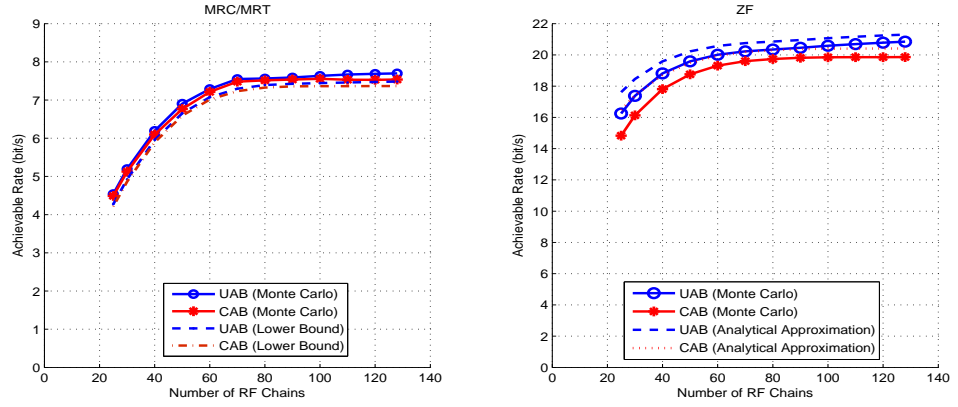 MRC/MRT
9
8
7
6
5
4
3
2
1
0
Achievable Rate (bit/s)
UAB (Monte Carlo)
CAB (Monte Carlo)
UAB (Lower Bound)
CAB (Lower Bound)
0 20 40 60 80 100 120 140
Number of RF Chains
ZF
22
20
18
16
14
12
10
8
6
4
2
0
Achievable Rate (bit/s)
UAB (Monte Carlo)
CAB (Monte Carlo)
UAB (Analytical Approximation)
CAB (Analytical Approximation)
0 20 40 60 80 100 120 140
Number of RF Chains